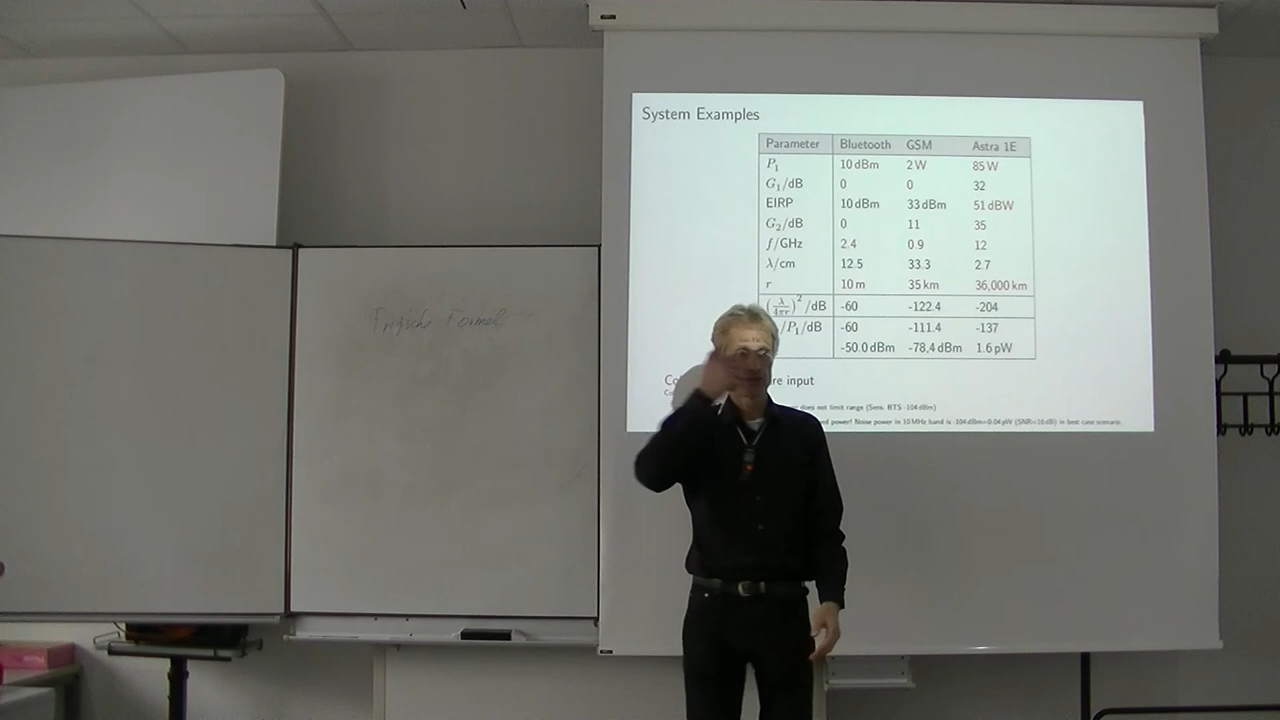 Formel
System Examples
Parameter Bluetooth GSM Astra 1E
P₁ 10 dBm 2 W 85 W
G₁/dB 0 0 32
EIRP 10 dBm 33 dBm 51 dBW
G₂/dB 0 11 35
f/GHz 2.4 0.9 12
λ/cm 12.5 33.3 2.7
r 10 m 35 km 36,000 km
(λ/4πr)² /dB -60 -122.4 -204
/P₁/dB -60 -111.4 -137
-50.0 dBm -78,4 dBm 1.6 pW
input
does not limit range (Sens. BTS -104 dBm)
power! Noise power in 10 MHz band is -104 dBm=0.04 pW (SNR=16 dB) in best case scenario.